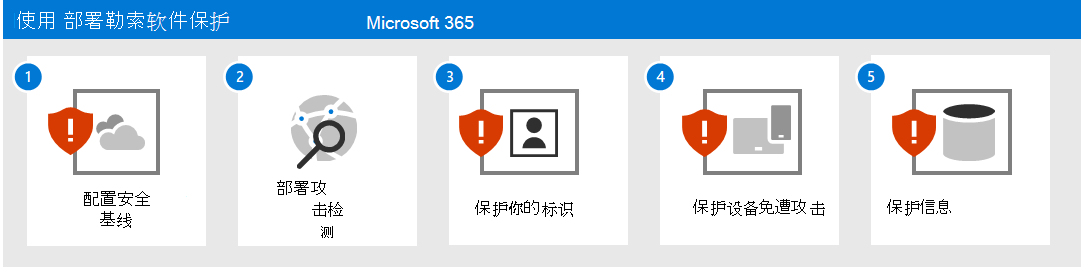 使用 部署勒索软件保护 Microsoft 365
1
配置安全
基线
2
部署攻
击检
测
3
保护你的标识
4
保护设备免遭攻击
5
保护信息